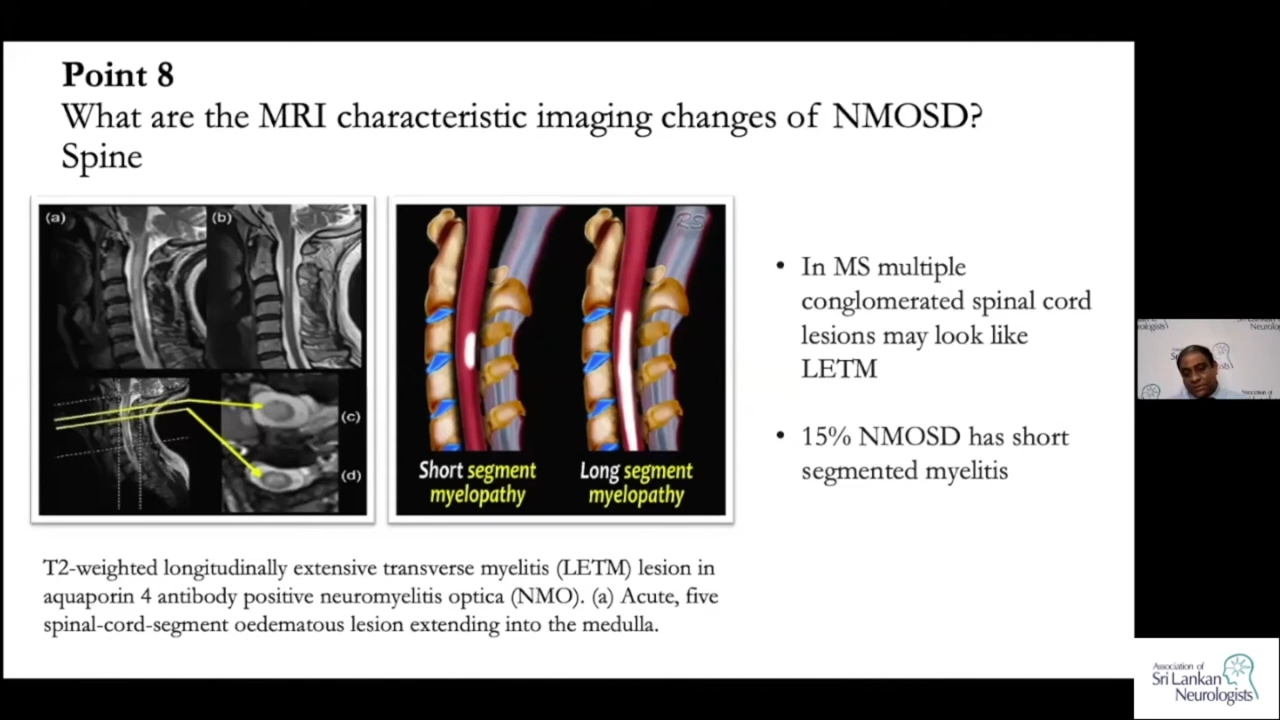 Point 8
What are the MRI characteristic imaging changes of NMOSD?
Spine
(a)
(b)
(c)
(d)
RS
Short segment
myelopathy
Long segment
myelopathy
• In MS multiple
conglomerated spinal cord
lesions may look like
LETM
• 15% NMOSD has short
segmented myelitis
T2-weighted longitudinally extensive transverse myelitis (LETM) lesion in
aquaporin 4 antibody positive neuromyelitis optica (NMO). (a) Acute, five
spinal-cord-segment oedematous lesion extending into the medulla.
Association of
Sri Lankan
Neurologists